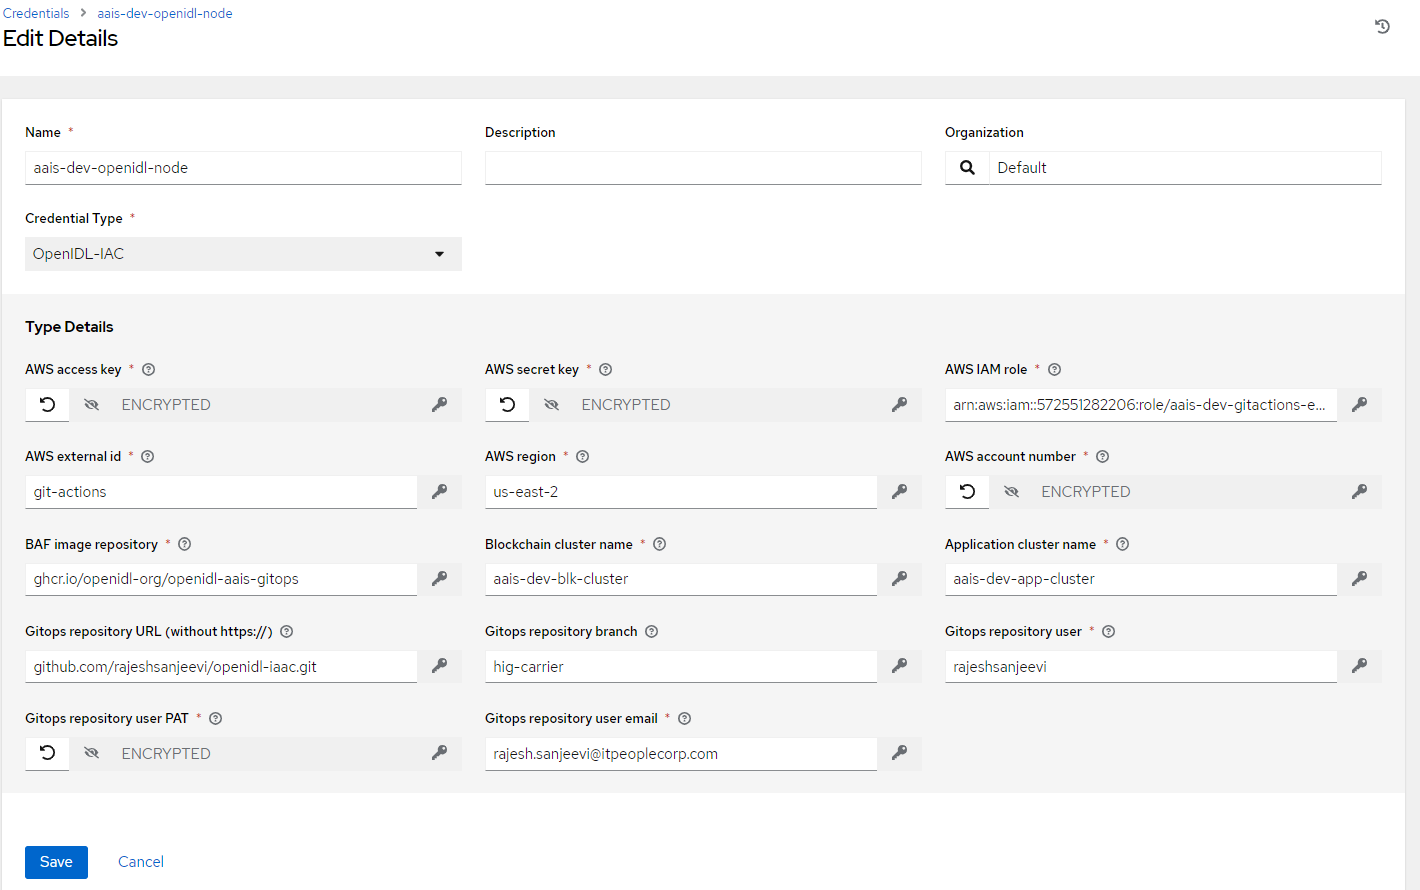 Credentials > aais-dev-openidl-node
Edit Details
Name * Description Organization
aais-dev-openidl-node Default
Credential Type *
OpenIDL-IAC
Type Details
AWS access key * AWS secret key * AWS IAM role *
ENCRYPTED ENCRYPTED arn:aws:iam::572551282206:role/aais-dev-gitactions-e...
AWS external id * AWS region * AWS account number *
git-actions us-east-2 ENCRYPTED
BAF image repository * Blockchain cluster name * Application cluster name *
ghcr.io/openidl-org/openidl-aais-gitops aais-dev-blk-cluster aais-dev-app-cluster
Gitops repository URL (without https://) Gitops repository branch Gitops repository user *
github.com/rajeshsanjeevi/openidl-iaac.git hig-carrier rajeshsanjeevi
Gitops repository user PAT * Gitops repository user email *
ENCRYPTED rajesh.sanjeevi@itpeoplecorp.com
Save Cancel